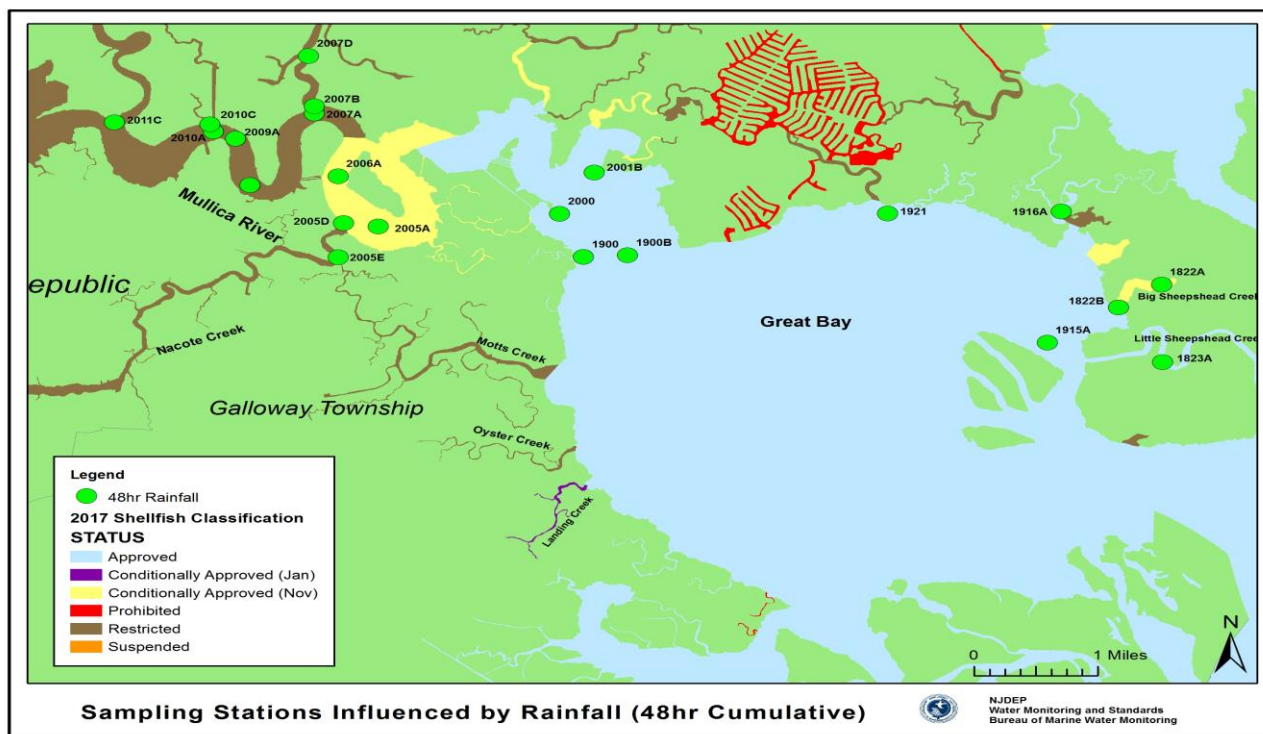 2007D
2007B
2007A
2011C
2010C
2010A
2009A
2006A
2001B
2005D
2005A
2000
1921
1916A
Mullica River
2005E
1900
1900B
epublic
1822A
Big Sheepshead Creek
1822B
Great Bay
Nacote Creek
Motts Creek
1915A
Little Sheepshead Cree
1823A
Galloway Township
Oyster Creek
Landing Creek
Legend
48hr Rainfall
2017 Shellfish Classification
STATUS
Approved
Conditionally Approved (Jan)
Conditionally Approved (Nov)
Prohibited
Restricted
Suspended
N
0 1 Miles
Sampling Stations Influenced by Rainfall (48hr Cumulative)
NJDEP
Water Monitoring and Standards
Bureau of Marine Water Monitoring